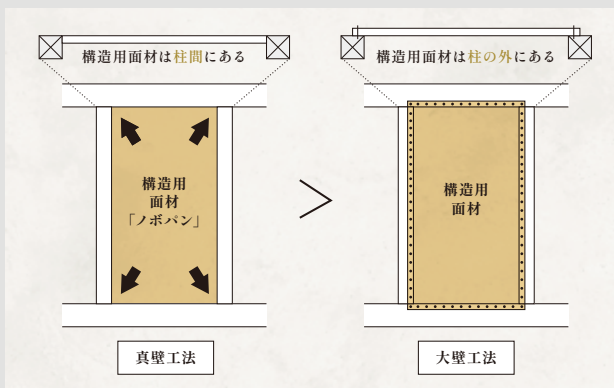 構造用面材は柱間にある
構造用
面材
「ノボパン」
真壁工法
＞
構造用面材は柱の外にある
構造用
面材
大壁工法